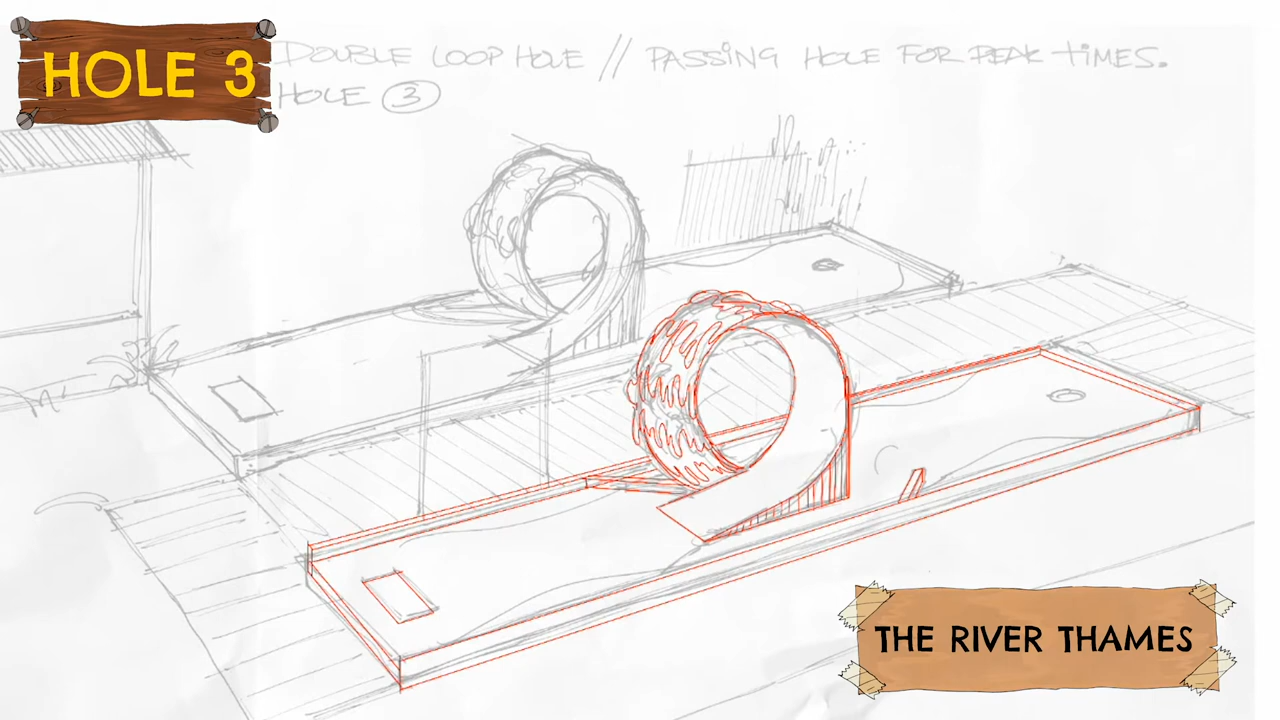 HOLE 3
DOUBLE LOOP HOLE // PASSING HOLE FOR PEAK TIMES.
HOLE 3
THE RIVER THAMES